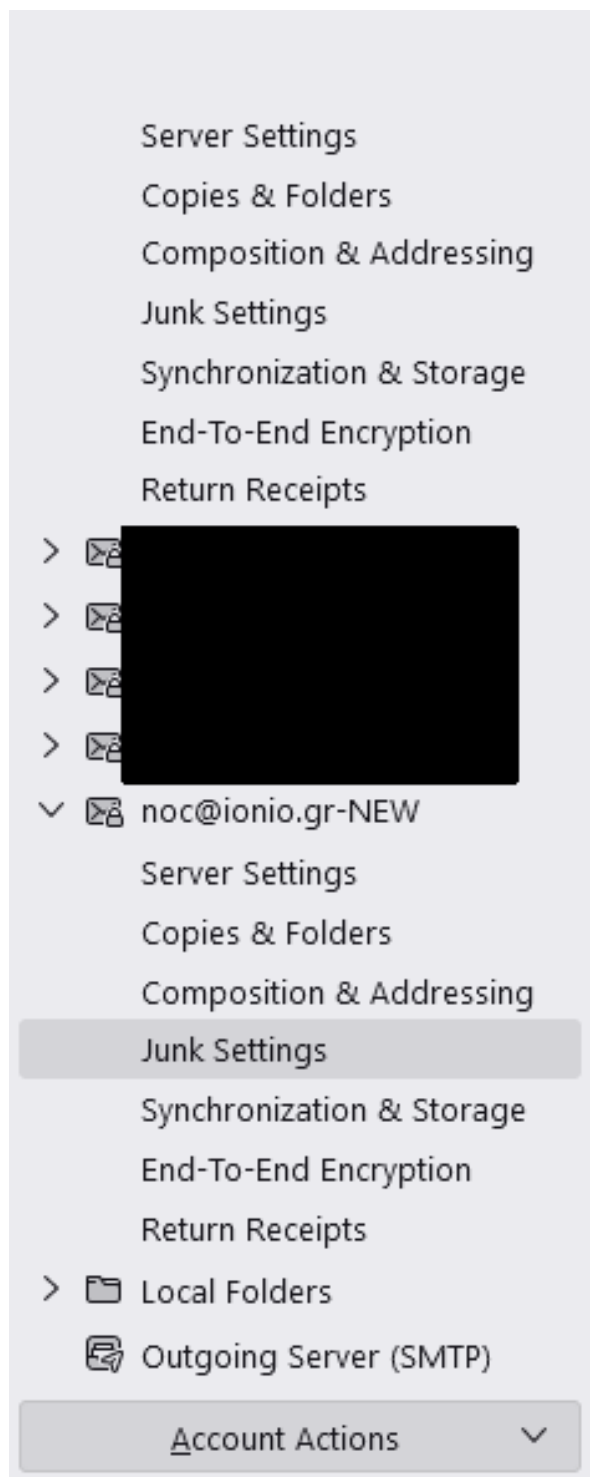 Server Settings
Copies & Folders
Composition & Addressing
Junk Settings
Synchronization & Storage
End-To-End Encryption
Return Receipts
noc@ionio.gr-NEW
Server Settings
Copies & Folders
Composition & Addressing
Junk Settings
Synchronization & Storage
End-To-End Encryption
Return Receipts
Local Folders
Outgoing Server (SMTP)
Account Actions